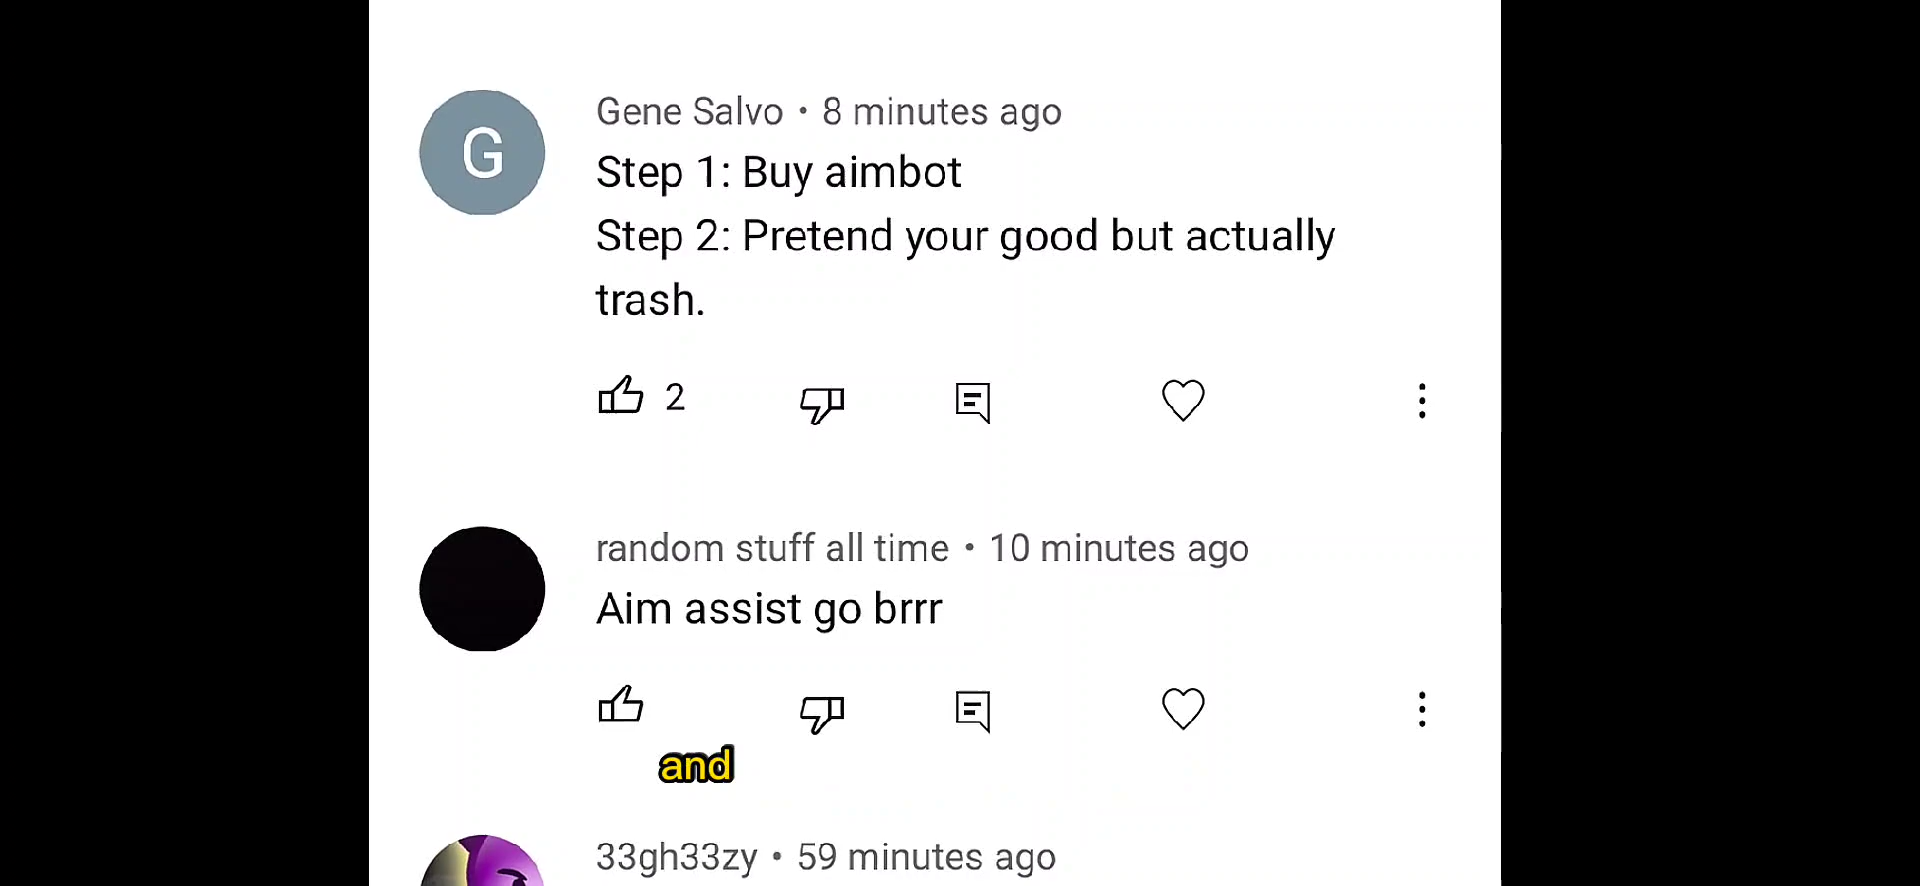 G
Gene Salvo • 8 minutes ago
Step 1: Buy aimbot
Step 2: Pretend your good but actually
trash.
2
random stuff all time • 10 minutes ago
Aim assist go brrr
and
33gh33zy • 59 minutes ago